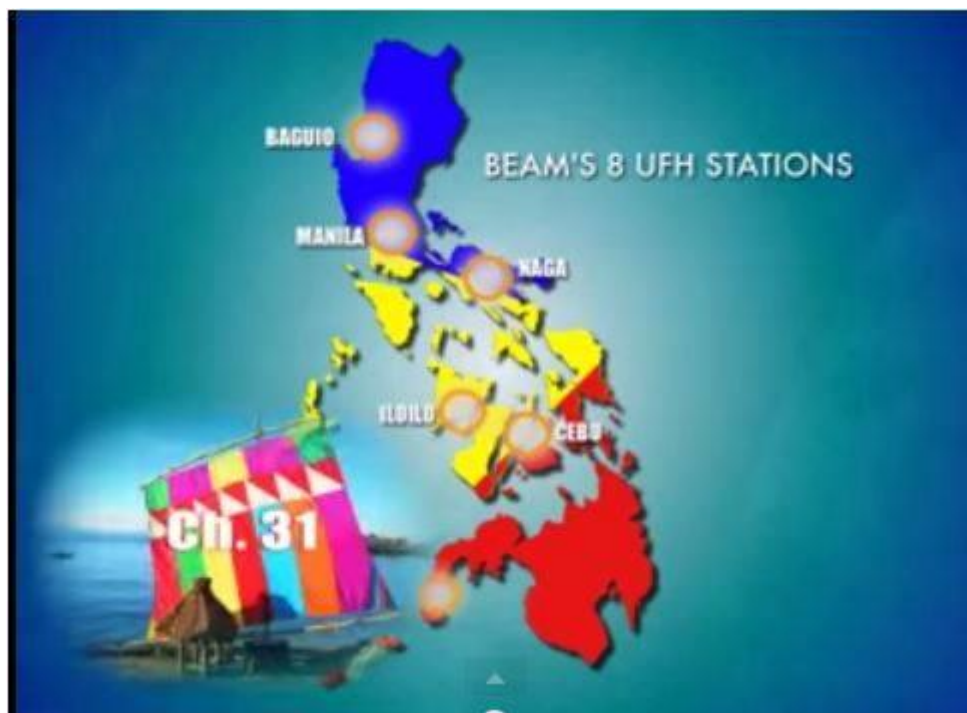 BAGUIO
BEAM'S 8 UFH STATIONS
MANILA
NAGA
ILOILO
CEBU
Ch. 31